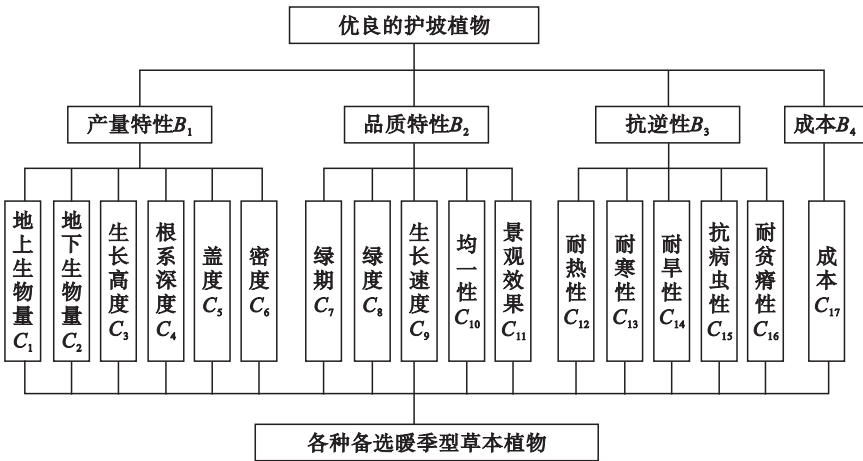 优良的护坡植物
产量特性B₁
品质特性B₂
抗逆性B₃
成本B₄
地上生物量C₁
地下生物量C₂
生长高度C₃
根系深度C₄
盖度C₅
密度C₆
绿期C₇
绿度C₈
生长速度C₉
均一性C₁₀
景观效果C₁₁
耐热性C₁₂
耐寒性C₁₃
耐旱性C₁₄
抗病虫性C₁₅
耐贫瘠性C₁₆
成本C₁₇
各种备选暖季型草本植物